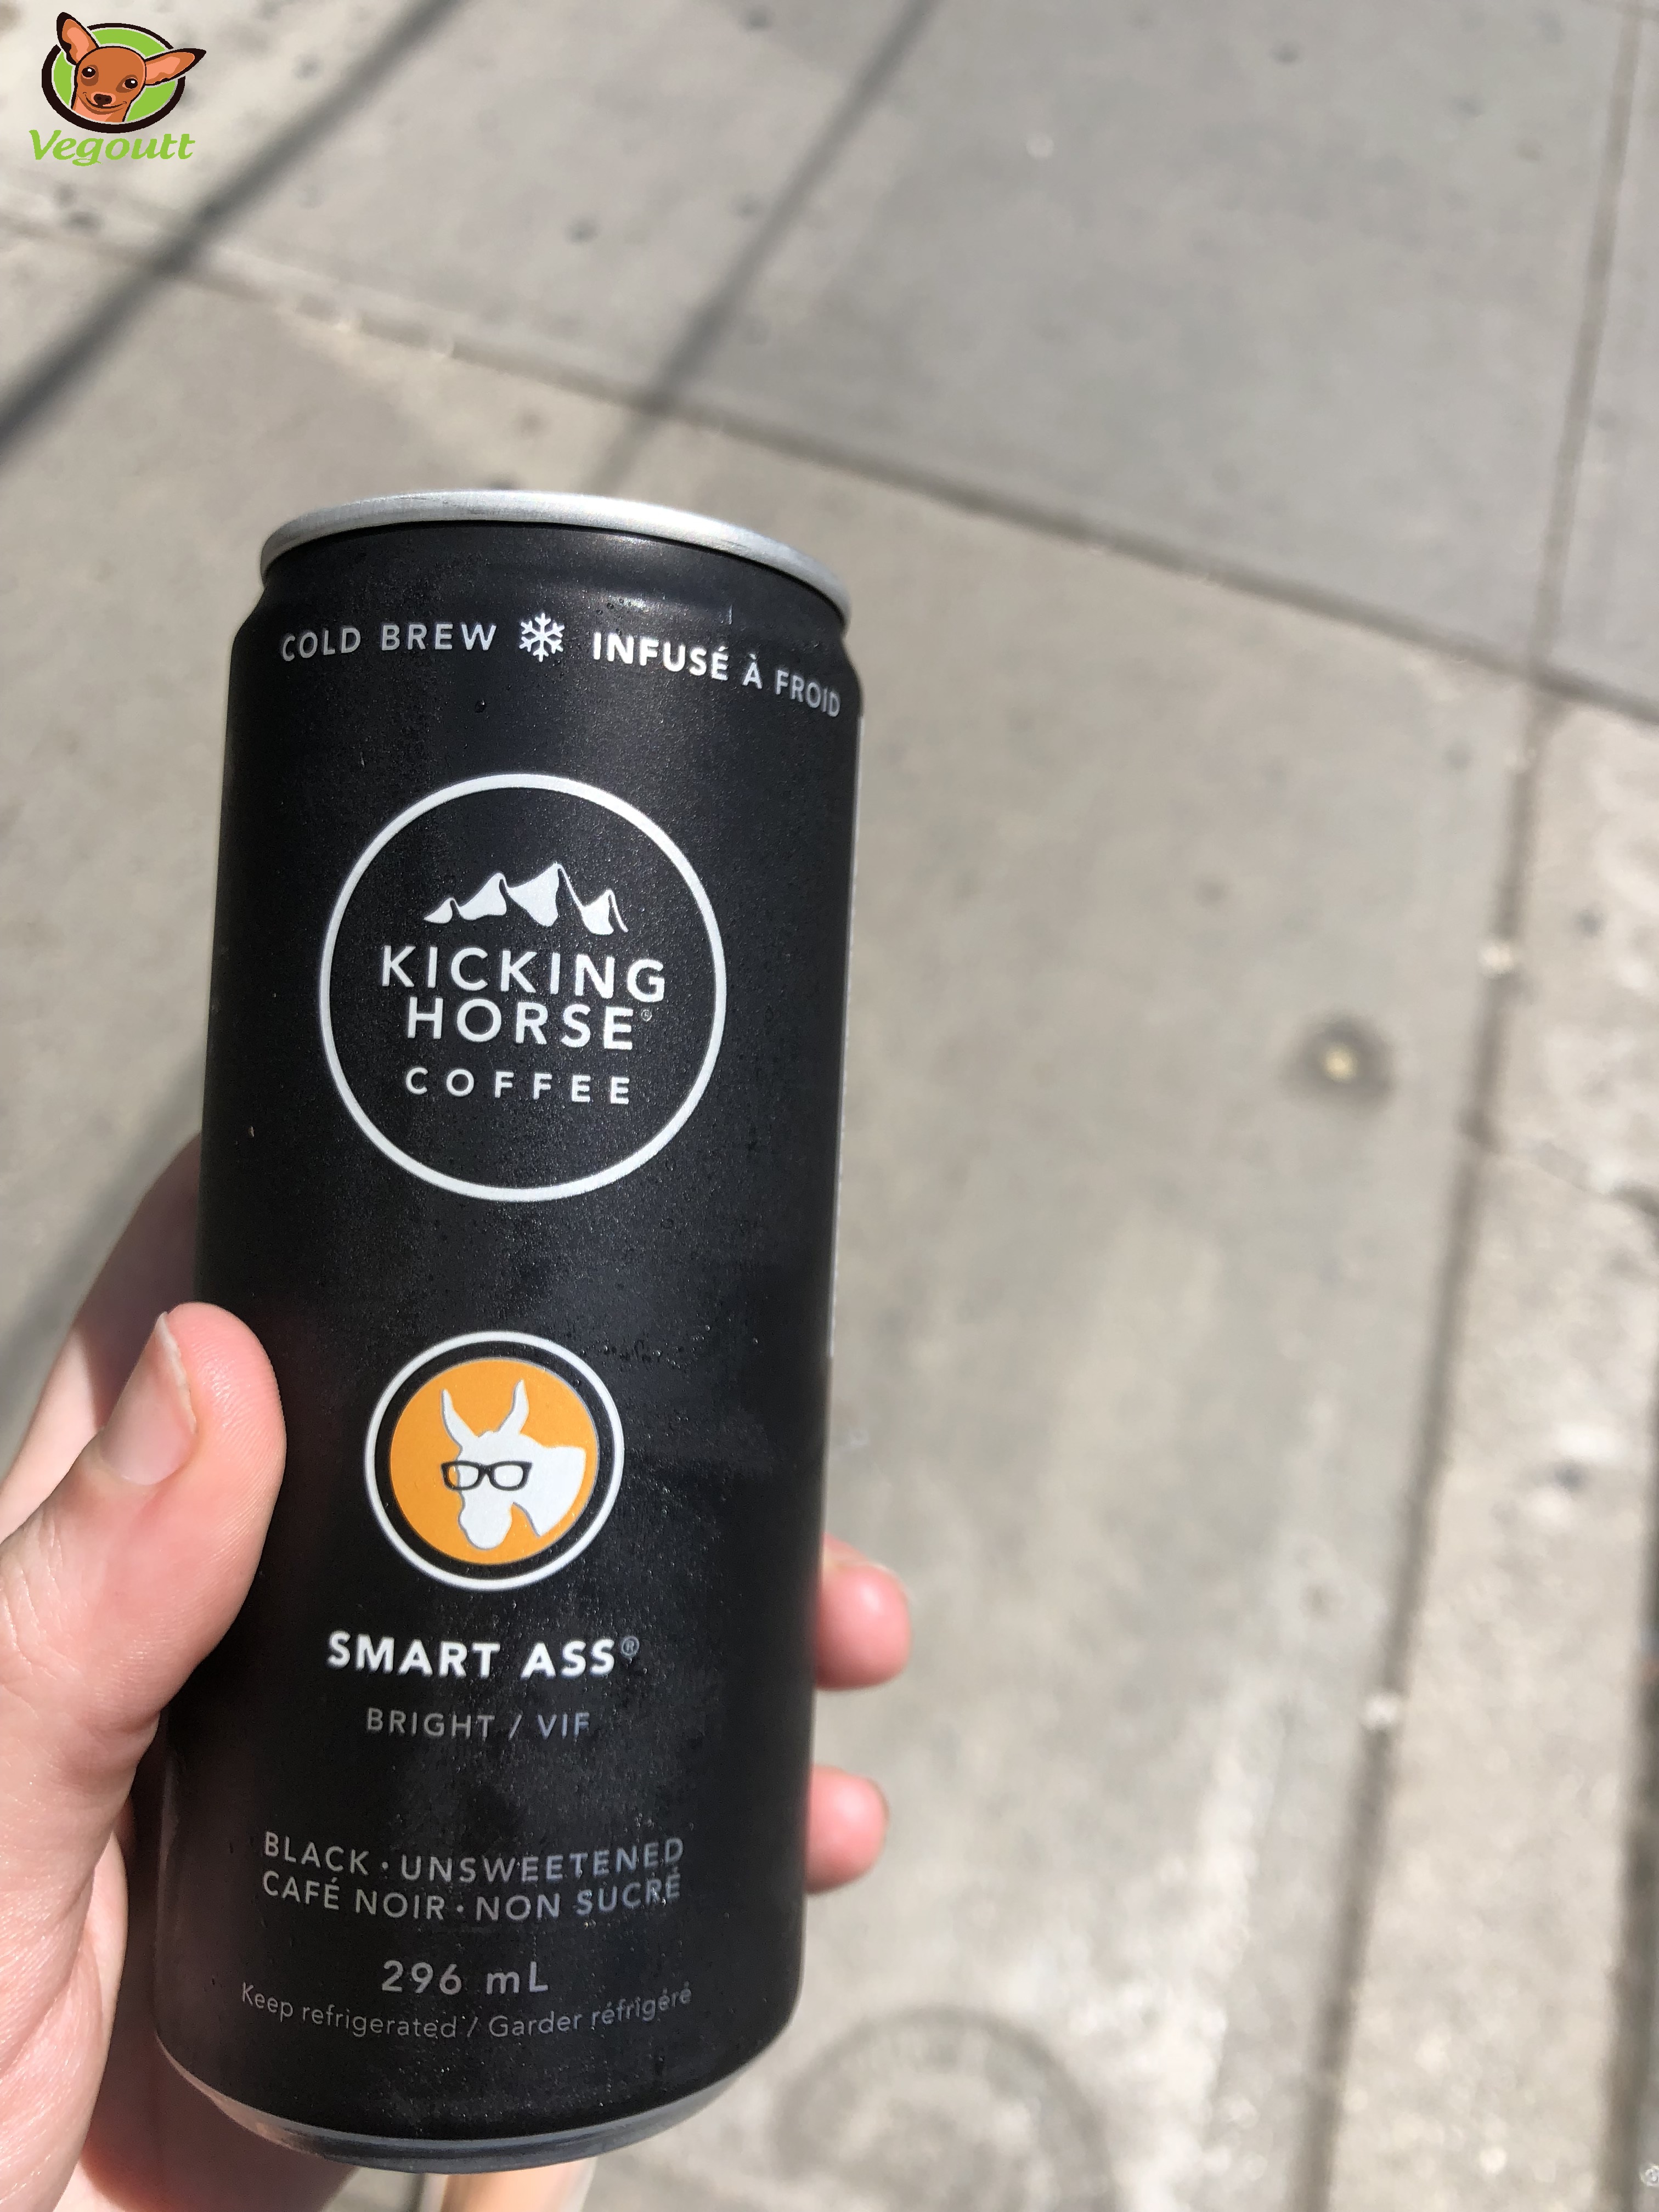 Vegoutt
COLD BREW INFUSÉ À FROID
KICKING
HORSE®
COFFEE
SMART ASS®
BRIGHT / VIF
BLACK • UNSWEETENED
CAFÉ NOIR • NON SUCRÉ
296 mL
Keep refrigerated / Garder réfrigéré